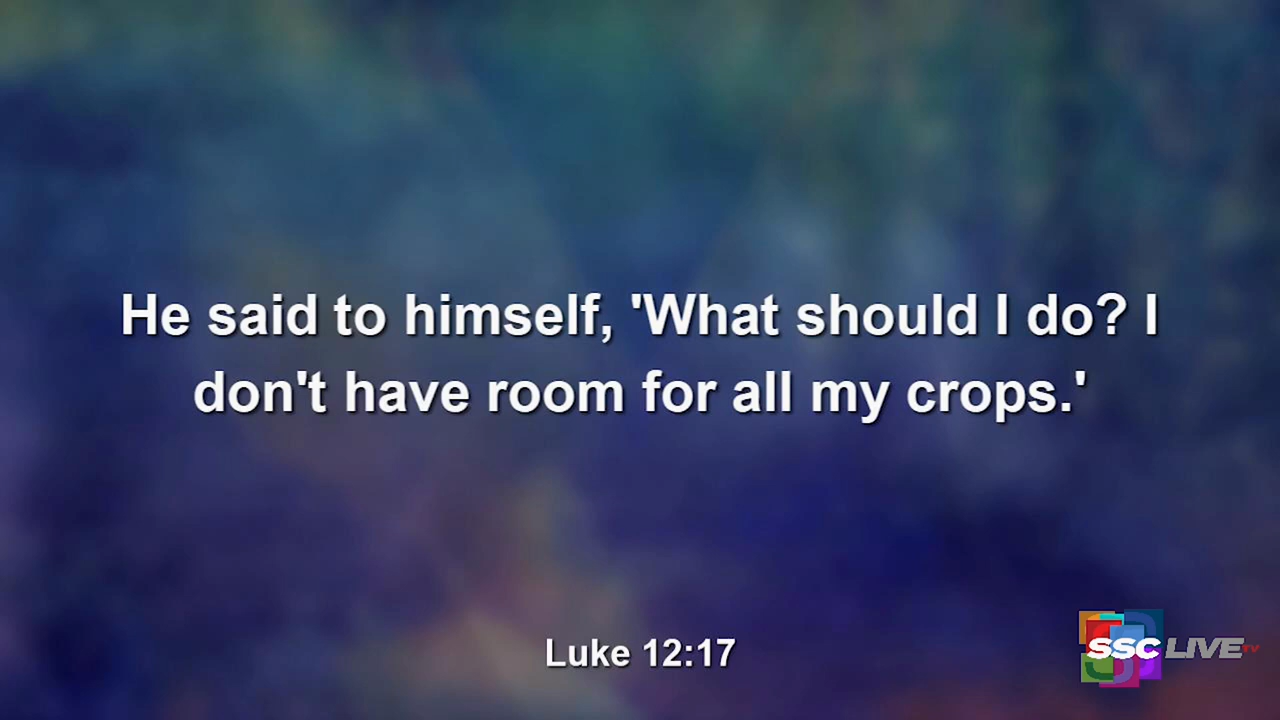 He said to himself, 'What should I do? I
don't have room for all my crops.'
Luke 12:17
SSC LIVE TV